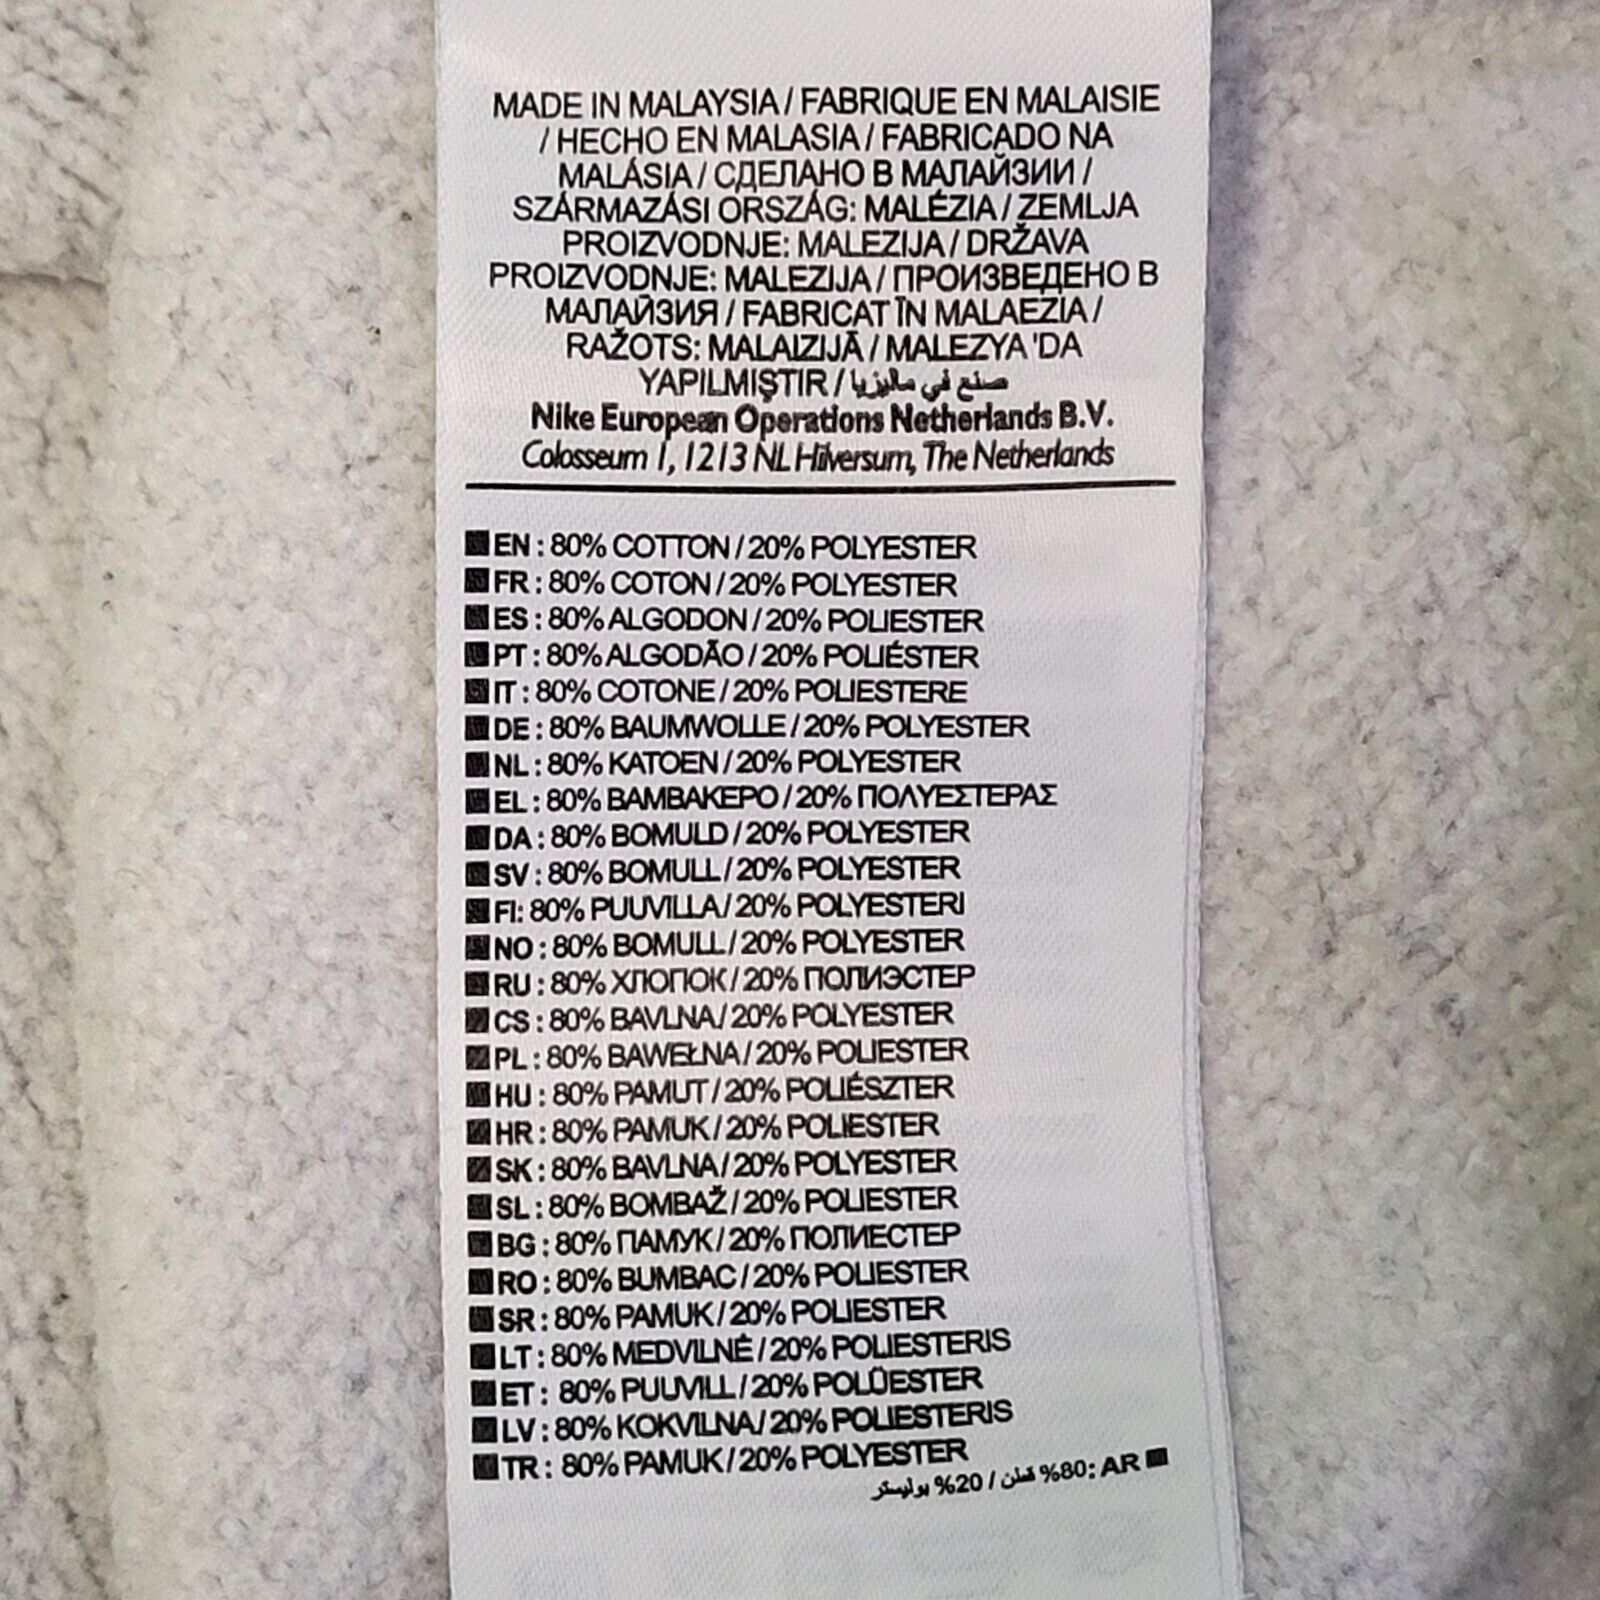 MADE IN MALAYSIA / FABRIQUE EN MALAISIE
/ HECHO EN MALASIA / FABRICADO NA
MALÁSIA / СДЕЛАНО В МАЛАЙЗИИ /
SZÁRMAZÁSI ORSZÁG: MALÉZIA / ZEMLJA
PROIZVODNJE: MALEZIJA / DRŽAVA
PROIZVODNJE: MALEZIJA / ПРОИЗВЕДЕНО В
МАЛАЙЗИЯ / FABRICAT ÎN MALAEZIA /
RAŽOTS: MALAIZIJĀ / MALEZYA 'DA
YAPILMIŞTIR / صنع في ماليزيا
Nike European Operations Netherlands B.V.
Colosseum 1, 1213 NL Hilversum, The Netherlands
EN : 80% COTTON / 20% POLYESTER
FR : 80% COTON / 20% POLYESTER
ES : 80% ALGODON / 20% POLIESTER
PT : 80% ALGODÃO / 20% POLIÉSTER
IT : 80% COTONE / 20% POLIESTERE
DE : 80% BAUMWOLLE / 20% POLYESTER
NL : 80% KATOEN / 20% POLYESTER
EL : 80% ΒΑΜΒΑΚΕΡΟ / 20% ΠΟΛΥΕΣΤΕΡΑΣ
DA : 80% BOMULD / 20% POLYESTER
SV : 80% BOMULL / 20% POLYESTER
FI: 80% PUUVILLA / 20% POLYESTERI
NO : 80% BOMULL / 20% POLYESTER
RU : 80% ХЛОПОК / 20% ПОЛИЭСТЕР
CS : 80% BAVLNA / 20% POLYESTER
PL : 80% BAWEŁNA / 20% POLIESTER
HU : 80% PAMUT / 20% POLIÉSZTER
HR : 80% PAMUK / 20% POLIESTER
SK : 80% BAVLNA / 20% POLYESTER
SL : 80% BOMBAŽ / 20% POLIESTER
BG : 80% ПАМУК / 20% ПОЛИЕСТЕР
RO : 80% BUMBAC / 20% POLIESTER
SR : 80% PAMUK / 20% POLIESTER
LT : 80% MEDVILNĖ / 20% POLIESTERIS
ET : 80% PUUVILL / 20% POLÜESTER
LV : 80% KOKVILNA / 20% POLIESTERIS
TR : 80% PAMUK / 20% POLYESTER
AR :80% قطن / 20% بوليستر